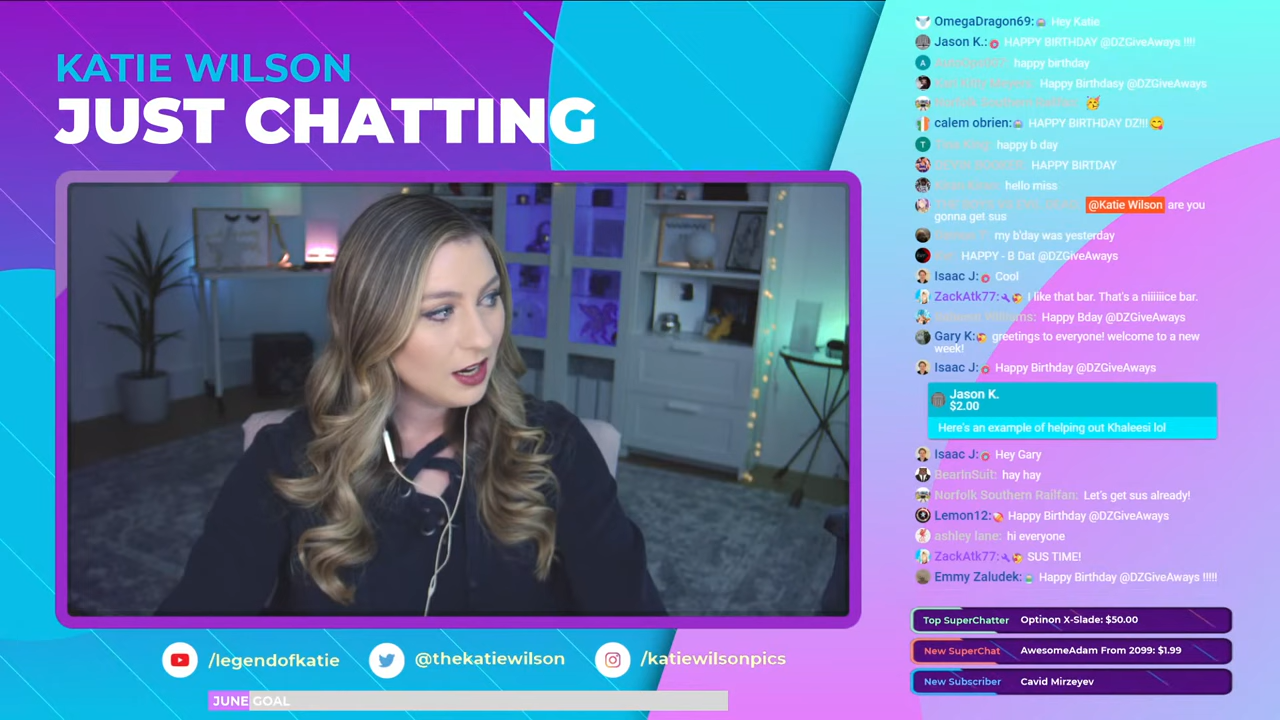 KATIE WILSON
JUST CHATTING
/legendofkatie
@thekatiewilson
/katiewilsonpics
JUNE GOAL
OmegaDragon69: Hey Katie
Jason K.: HAPPY BIRTHDAY @DZGiveAways !!!!
A
happy birthday
Happy Birthdasy @DZGiveAways
Norfolk Southern Railfan:
calem obrien: HAPPY BIRTHDAY DZ!!!
T
happy b day
HAPPY BIRTDAY
hello miss
@Katie Wilson are you
gonna get sus
my b'day was yesterday
HAPPY - B Dat @DZGiveAways
Isaac J: Cool
ZackAtk77: I like that bar. That's a niiiiiice bar.
Williams: Happy Bday @DZGiveAways
Gary K: greetings to everyone! welcome to a new
week!
Isaac J: Happy Birthday @DZGiveAways
Jason K.
$2.00
Here's an example of helping out Khaleesi lol
Isaac J: Hey Gary
BearInSuit: hay hay
Norfolk Southern Railfan: Let's get sus already!
Lemon12: Happy Birthday @DZGiveAways
ashley lane: hi everyone
ZackAtk77: SUS TIME!
Emmy Zaludek: Happy Birthday @DZGiveAways !!!!!
Top SuperChatter Optinon X-Slade: $50.00
New SuperChat AwesomeAdam From 2099: $1.99
New Subscriber Cavid Mirzeyev